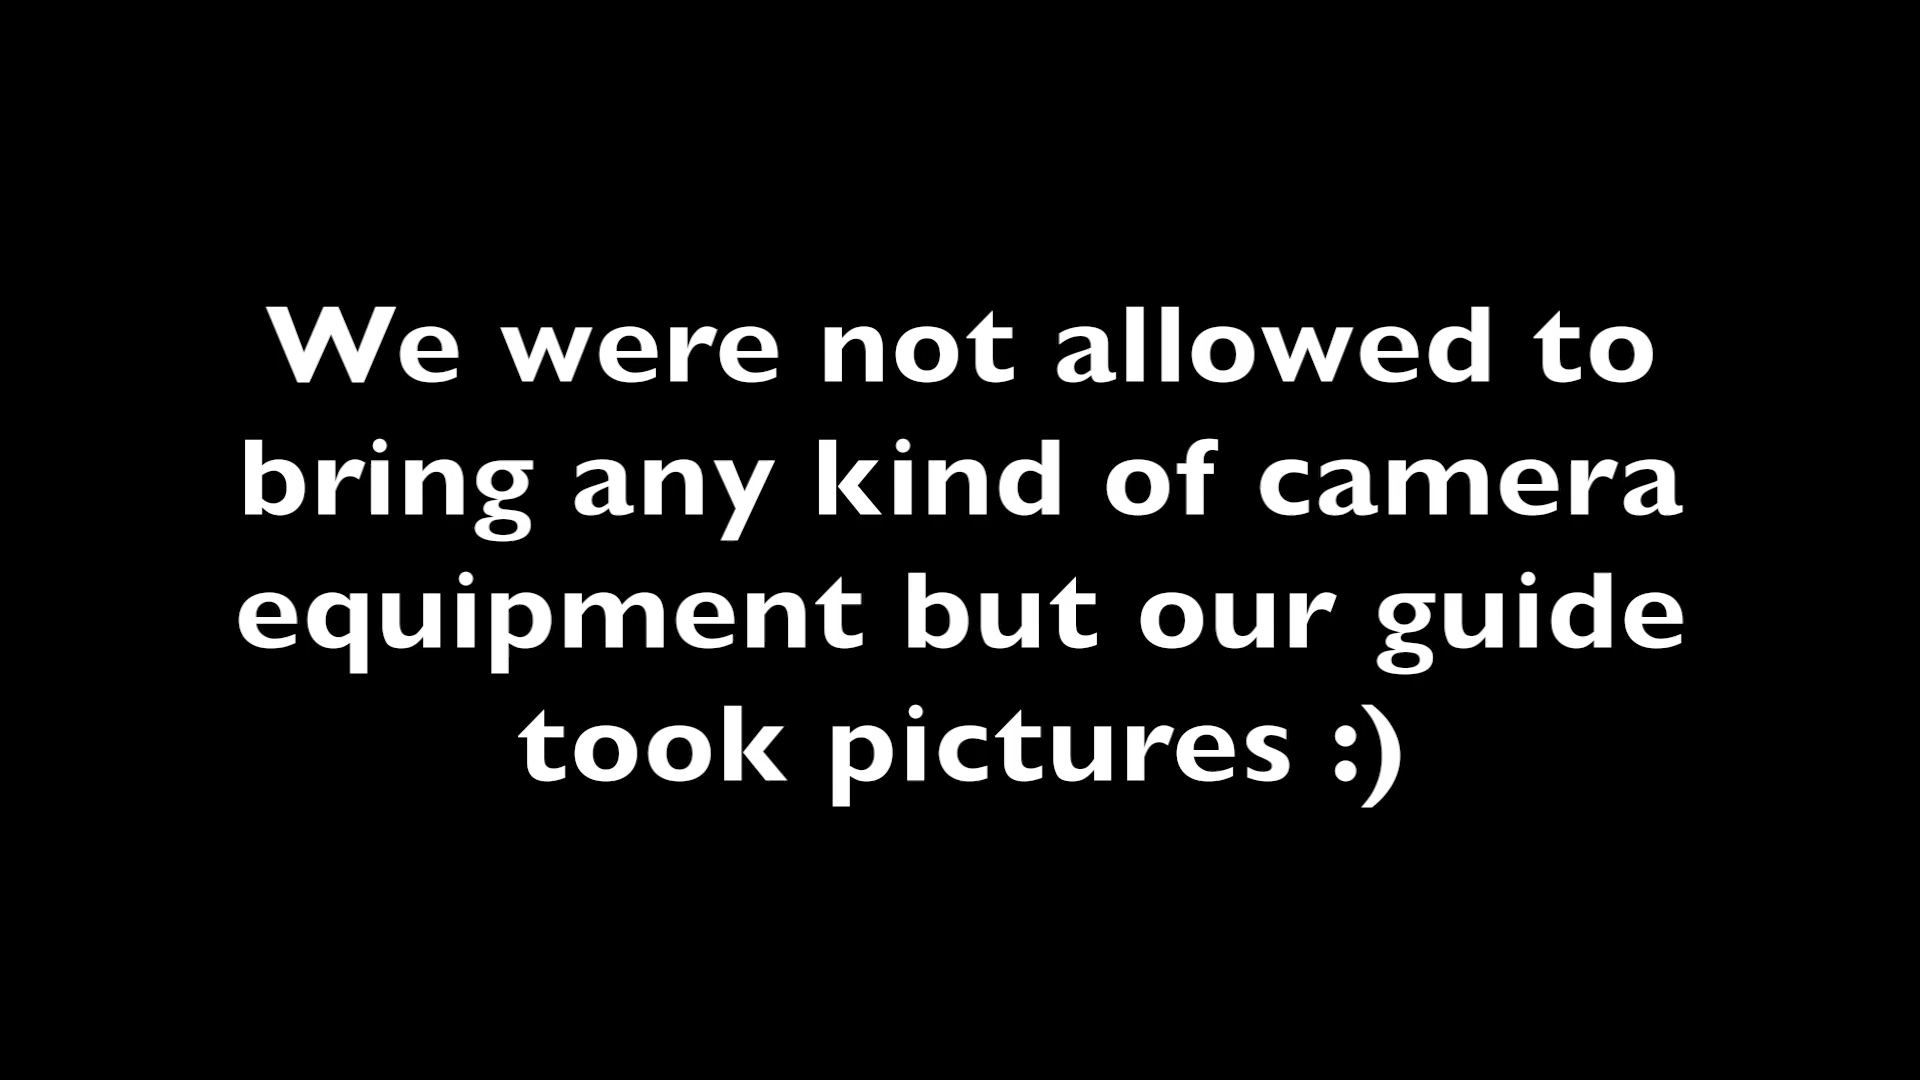 We were not allowed to
bring any kind of camera
equipment but our guide
took pictures :)